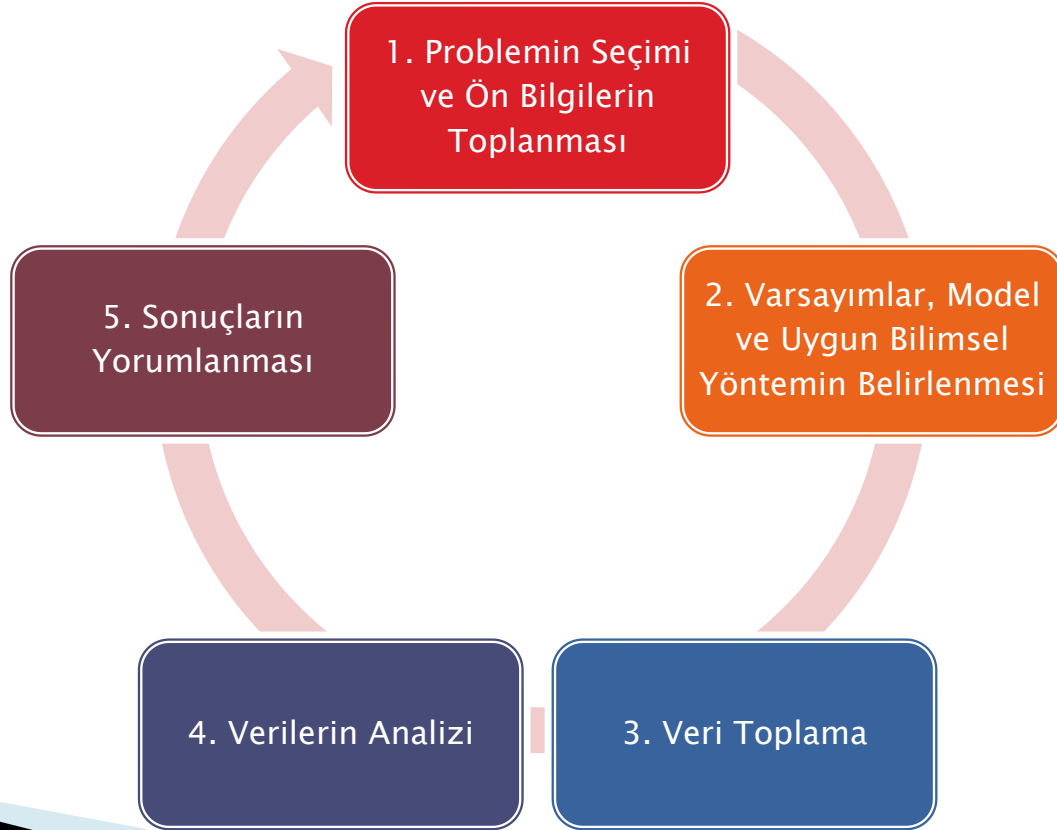 1. Problemin Seçimi
ve Ön Bilgilerin
Toplanması
2. Varsayımlar, Model
ve Uygun Bilimsel
Yöntemin Belirlenmesi
3. Veri Toplama
4. Verilerin Analizi
5. Sonuçların
Yorumlanması